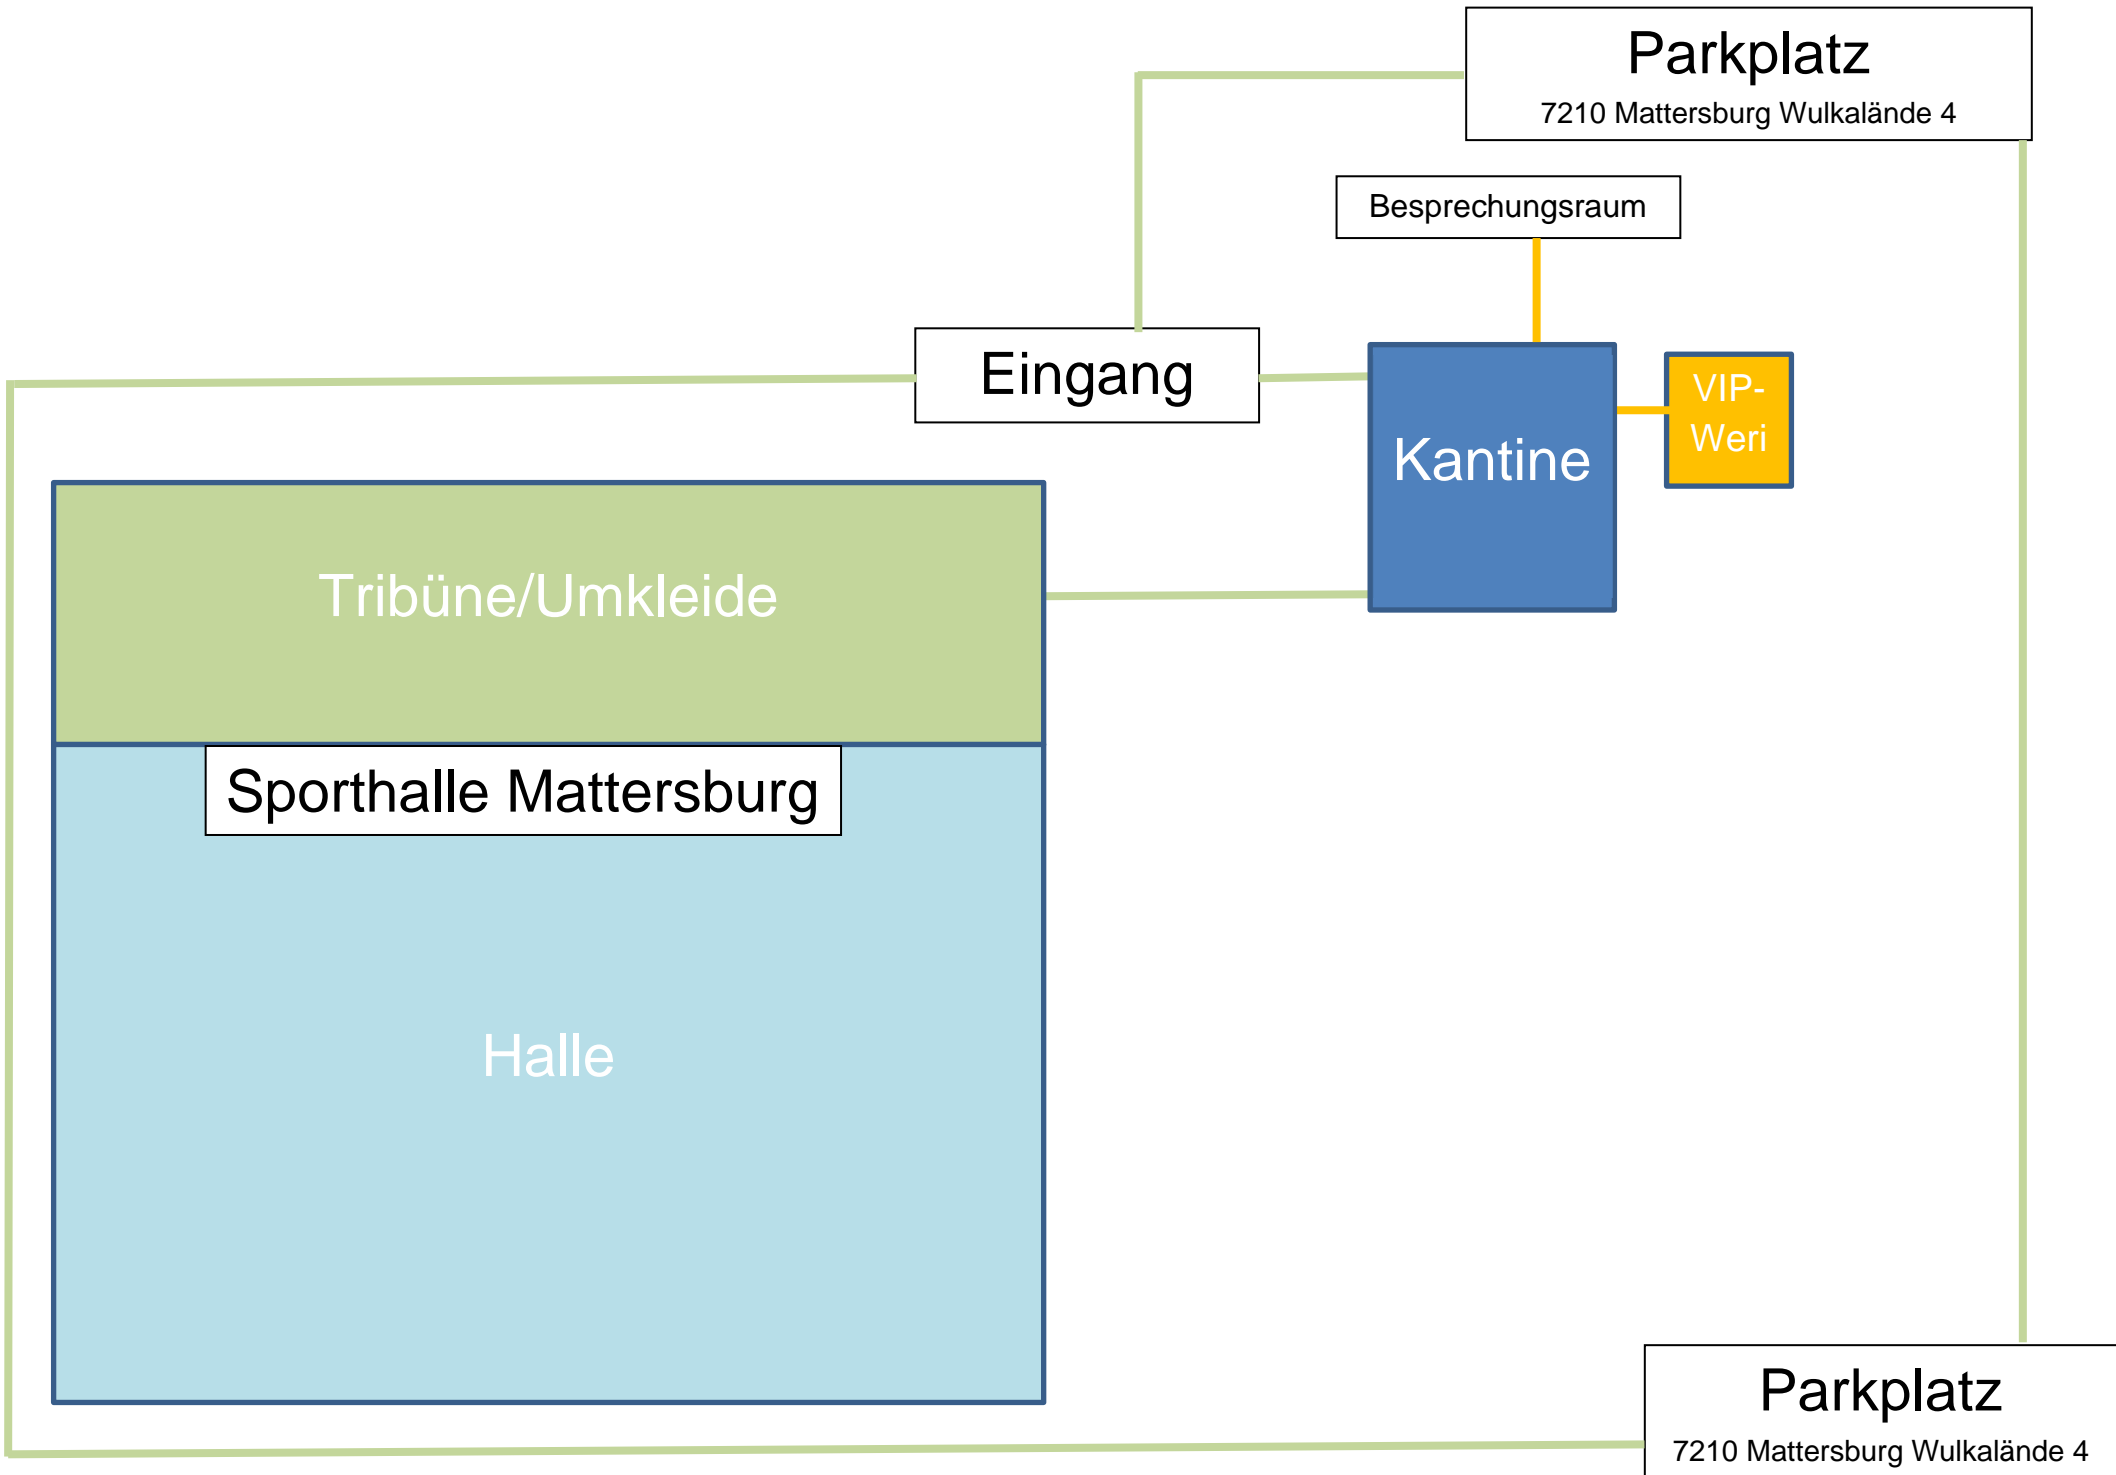 Parkplatz
7210 Mattersburg Wulkalände 4
Besprechungsraum
Eingang
VIP-
Weri
Kantine
Tribüne/Umkleide
Sporthalle Mattersburg
Halle
Parkplatz
7210 Mattersburg Wulkalände 4